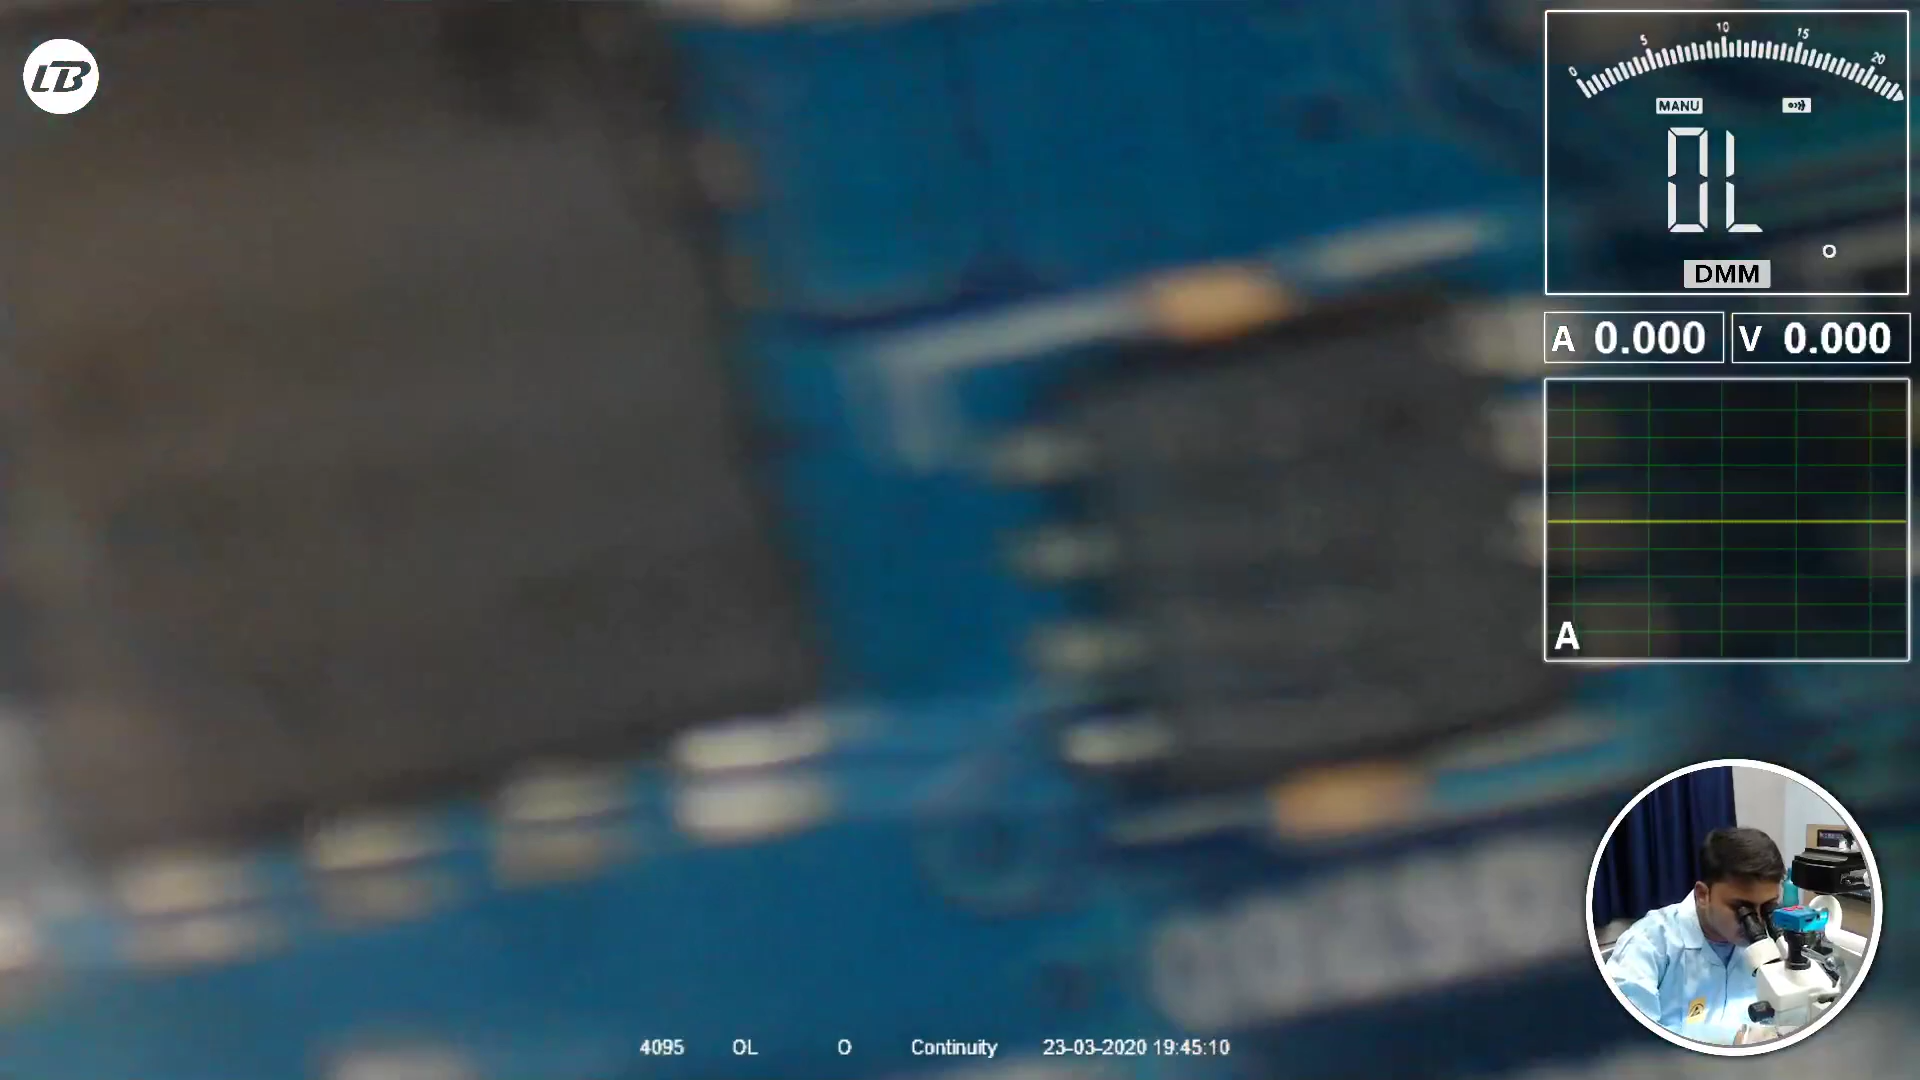 LB
0 5 10 15 20
MANU
OL
O
DMM
A 0.000 V 0.000
A
4095 OL O Continuity 23-03-2020 19:45:10